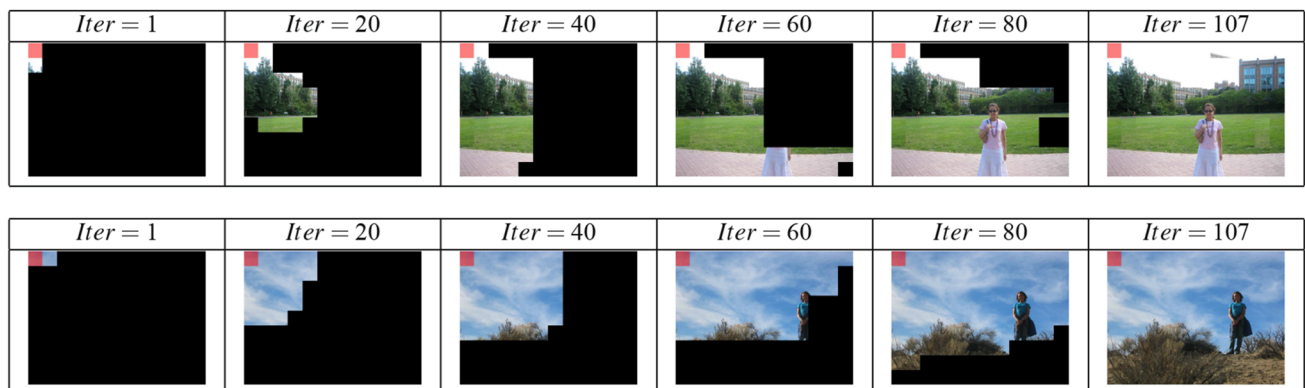 Iter = 1 Iter = 20 Iter = 40 Iter = 60 Iter = 80 Iter = 107
Iter = 1 Iter = 20 Iter = 40 Iter = 60 Iter = 80 Iter = 107